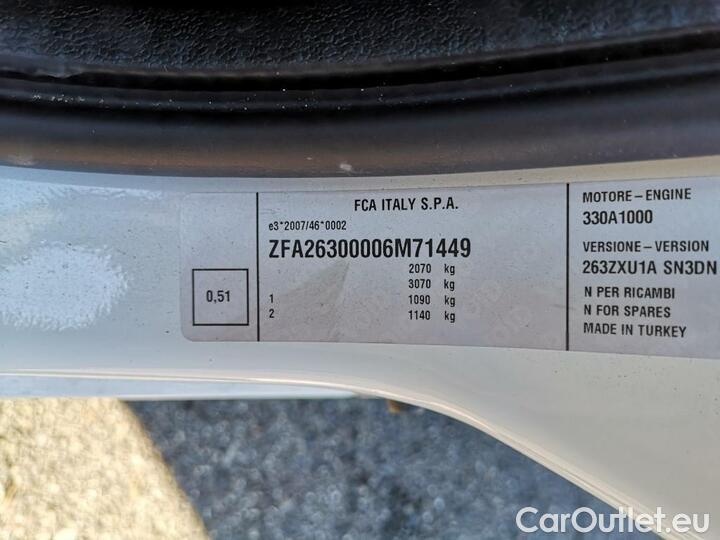 FCA ITALY S.P.A.
e3*2007/46*0002
ZFA26300006M71449
2070 kg
3070 kg
1 1090 kg
2 1140 kg
0,51
MOTORE - ENGINE
330A1000
VERSIONE - VERSION
263ZXU1A SN3DN
N PER RICAMBI
N FOR SPARES
MADE IN TURKEY
CarOutlet.eu